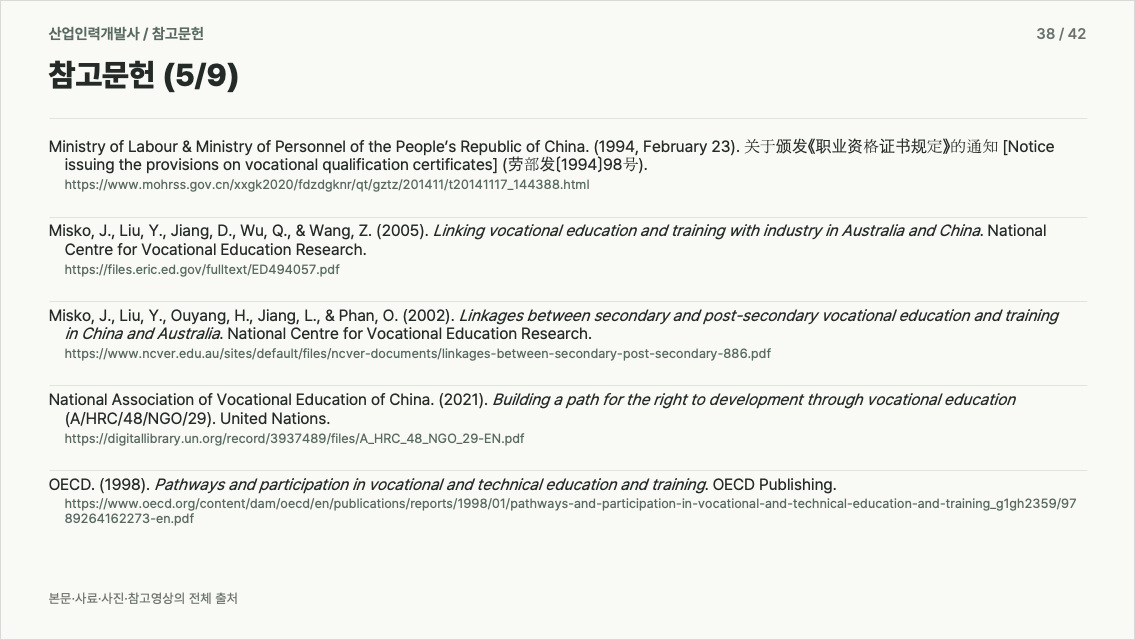 산업인력개발사 / 참고문헌
38 / 42
참고문헌 (5/9)
Ministry of Labour & Ministry of Personnel of the People's Republic of China. (1994, February 23). 关于颁发《职业资格证书规定》的通知 [Notice
issuing the provisions on vocational qualification certificates] (劳部发〔1994〕98号).
https://www.mohrss.gov.cn/xxgk2020/fdzdgknr/qt/gztz/201411/t20141117_144388.html
Misko, J., Liu, Y., Jiang, D., Wu, Q., & Wang, Z. (2005). Linking vocational education and training with industry in Australia and China. National
Centre for Vocational Education Research.
https://files.eric.ed.gov/fulltext/ED494057.pdf
Misko, J., Liu, Y., Ouyang, H., Jiang, L., & Phan, O. (2002). Linkages between secondary and post-secondary vocational education and training
in China and Australia. National Centre for Vocational Education Research.
https://www.ncver.edu.au/sites/default/files/ncver-documents/linkages-between-secondary-post-secondary-886.pdf
National Association of Vocational Education of China. (2021). Building a path for the right to development through vocational education
(A/HRC/48/NGO/29). United Nations.
https://digitallibrary.un.org/record/3937489/files/A_HRC_48_NGO_29-EN.pdf
OECD. (1998). Pathways and participation in vocational and technical education and training. OECD Publishing.
https://www.oecd.org/content/dam/oecd/en/publications/reports/1998/01/pathways-and-participation-in-vocational-and-technical-education-and-training_g1gh2359/97
89264162273-en.pdf
본문·사료·사진·참고영상의 전체 출처